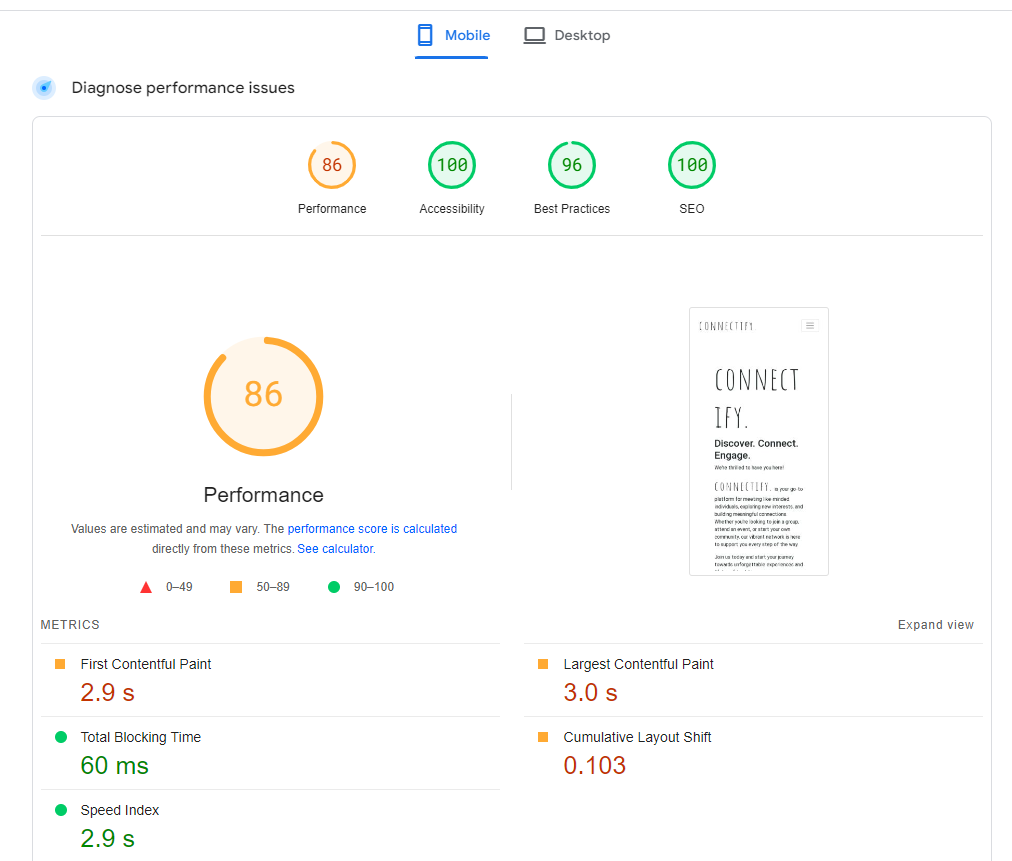 Mobile Desktop
Diagnose performance issues
86 100 96 100
Performance Accessibility Best Practices SEO
CONNECTIFY.
CONNECT
IFY.
Discover. Connect.
Engage.
We're thrilled to have you here!
CONNECTIFY. is your go-to
platform for meeting like-minded
individuals, exploring new interests, and
building meaningful connections.
Whether you're looking to join a group,
attend an event, or start your own
community, our vibrant network is here
to support you every step of the way.
Join us today and start your journey
towards unforgettable experiences and
86
Performance
Values are estimated and may vary. The performance score is calculated
directly from these metrics. See calculator.
0–49 50–89 90–100
METRICS Expand view
First Contentful Paint
2.9 s
Largest Contentful Paint
3.0 s
Total Blocking Time
60 ms
Cumulative Layout Shift
0.103
Speed Index
2.9 s